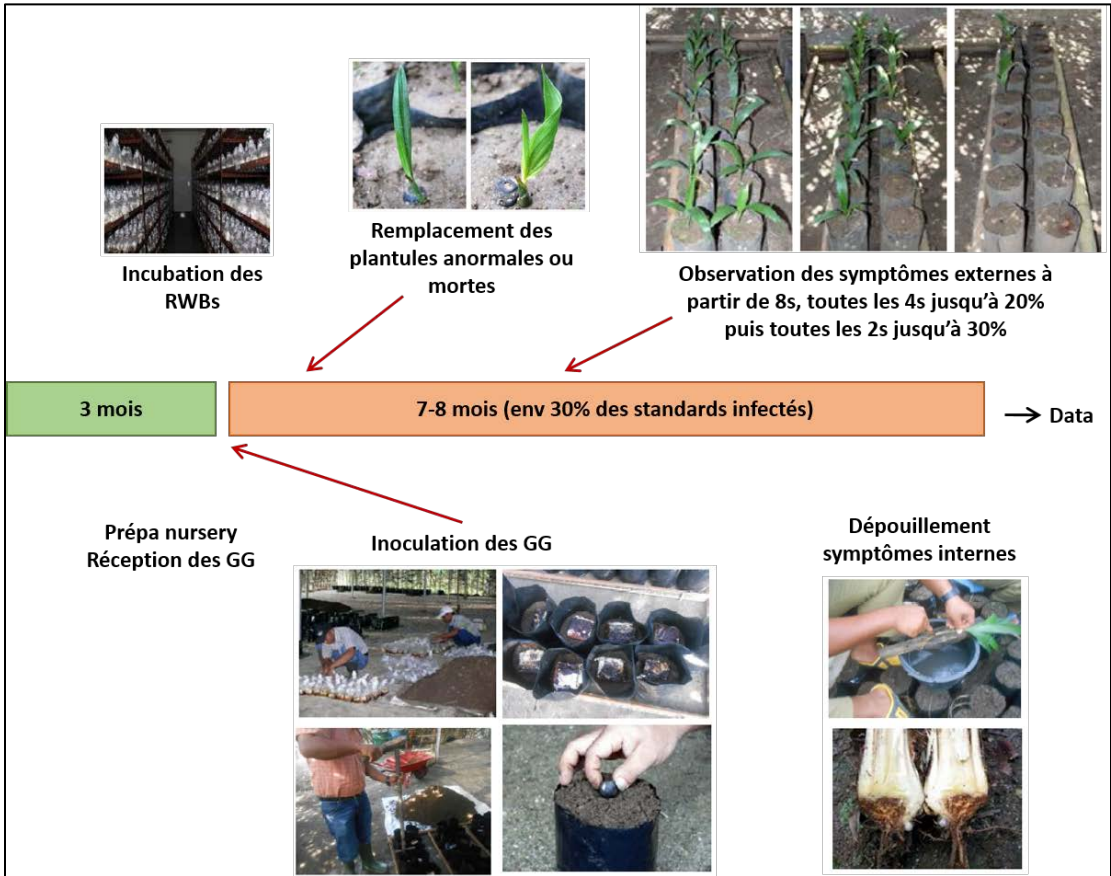 Incubation des
RWBs
Remplacement des
plantules anormales ou
mortes
Observation des symptômes externes à
partir de 8s, toutes les 4s jusqu’à 20%
puis toutes les 2s jusqu’à 30%
3 mois
7-8 mois (env 30% des standards infectés)
Data
Prépa nursery
Réception des GG
Inoculation des GG
Dépouillement
symptômes internes